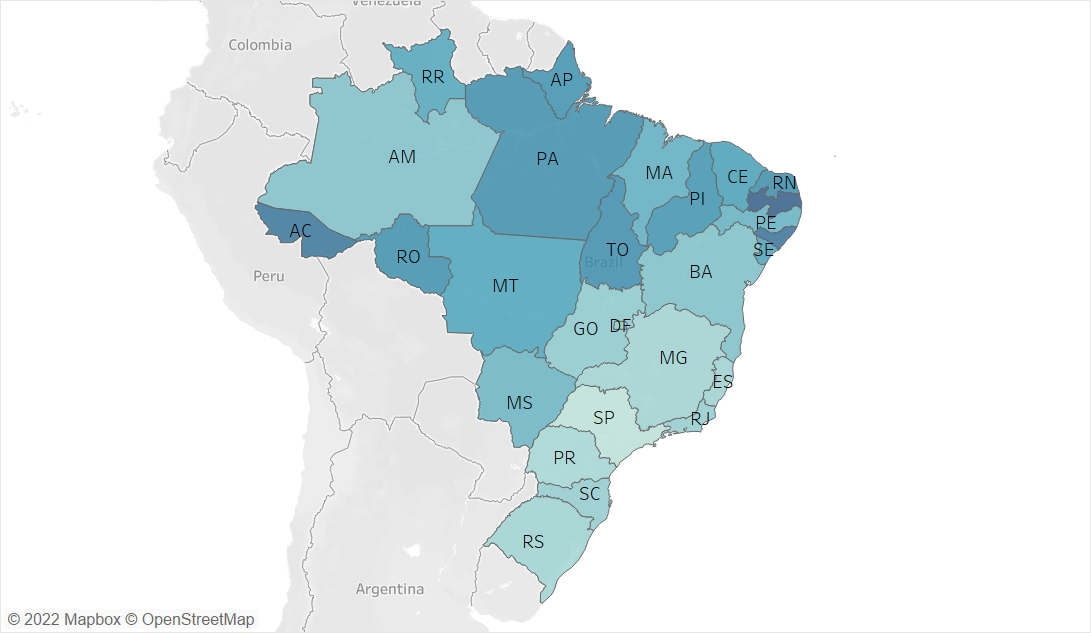 Venezuela
Colombia
RR
AP
AM
PA
MA
CE
RN
PI
PE
AC
TO
SE
RO
Brazil
BA
Peru
MT
GO
DF
MG
ES
MS
SP
RJ
PR
SC
RS
Argentina
© 2022 Mapbox © OpenStreetMap